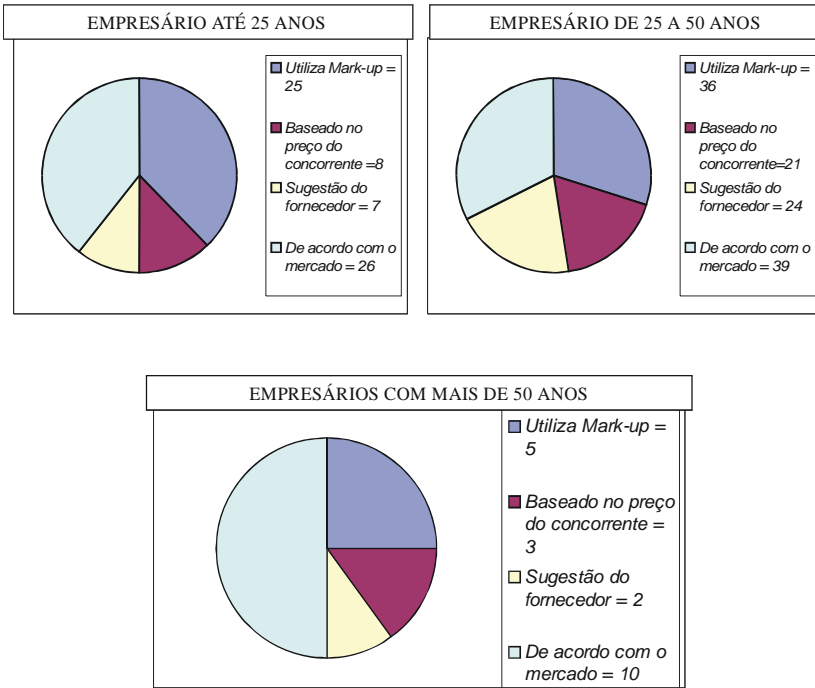 EMPRESÁRIO ATÉ 25 ANOS
Utiliza Mark-up =
25
Baseado no
preço do
concorrente =8
Sugestão do
fornecedor = 7
De acordo com o
mercado = 26
EMPRESÁRIO DE 25 A 50 ANOS
Utiliza Mark-up =
36
Baseado no
preço do
concorrente=21
Sugestão do
fornecedor = 24
De acordo com o
mercado = 39
EMPRESÁRIOS COM MAIS DE 50 ANOS
Utiliza Mark-up =
5
Baseado no preço
do concorrente =
3
Sugestão do
fornecedor = 2
De acordo com o
mercado = 10